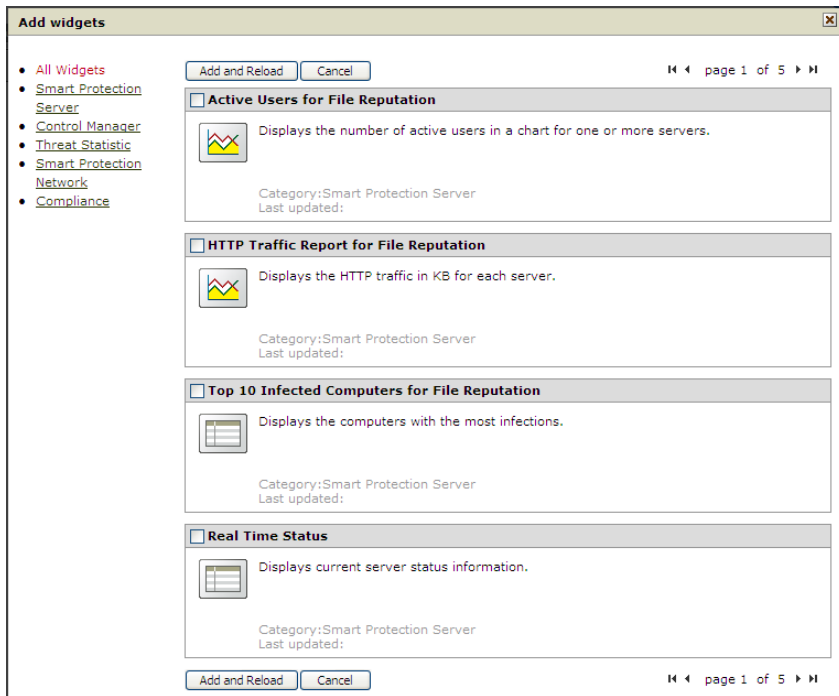 Add widgets
All Widgets
Smart Protection
Server
Control Manager
Threat Statistic
Smart Protection
Network
Compliance
Add and Reload Cancel page 1 of 5
Active Users for File Reputation
Displays the number of active users in a chart for one or more servers.
Category:Smart Protection Server
Last updated:
HTTP Traffic Report for File Reputation
Displays the HTTP traffic in KB for each server.
Category:Smart Protection Server
Last updated:
Top 10 Infected Computers for File Reputation
Displays the computers with the most infections.
Category:Smart Protection Server
Last updated:
Real Time Status
Displays current server status information.
Category:Smart Protection Server
Last updated:
Add and Reload Cancel page 1 of 5